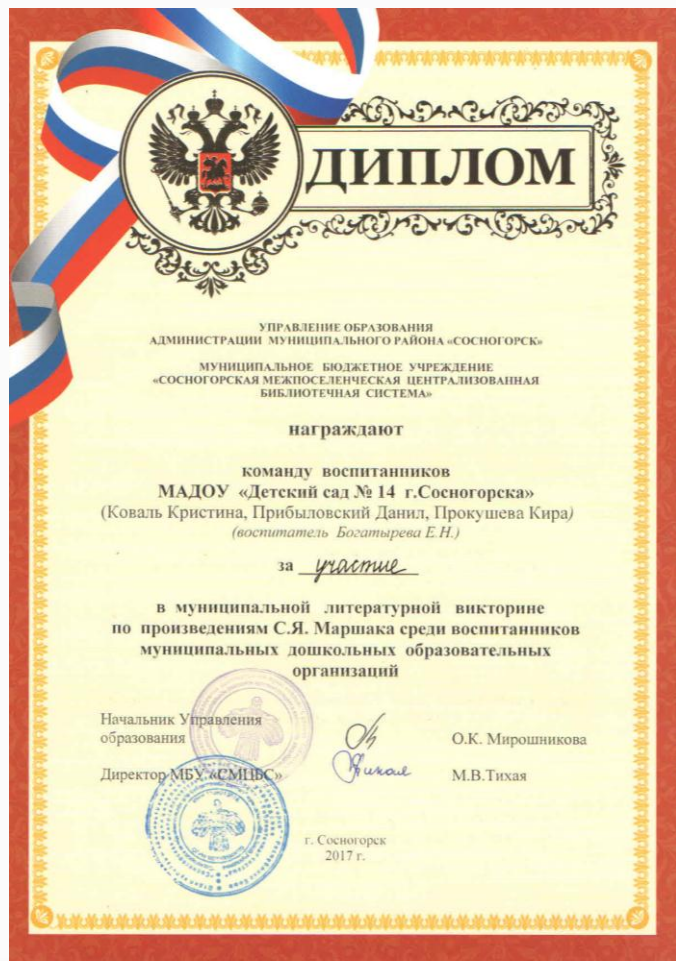 ДИПЛОМ
УПРАВЛЕНИЕ ОБРАЗОВАНИЯ
АДМИНИСТРАЦИИ МУНИЦИПАЛЬНОГО РАЙОНА «СОСНОГОРСК»
МУНИЦИПАЛЬНОЕ БЮДЖЕТНОЕ УЧРЕЖДЕНИЕ
«СОСНОГОРСКАЯ МЕЖПОСЕЛЕНЧЕСКАЯ ЦЕНТРАЛИЗОВАННАЯ
БИБЛИОТЕЧНАЯ СИСТЕМА»
награждают
команду воспитанников
МАДОУ «Детский сад № 14 г.Сосногорска»
(Коваль Кристина, Прибыловский Данил, Прокушева Кира)
(воспитатель Богатырева Е.Н.)
за участие
в муниципальной литературной викторине
по произведениям С.Я. Маршака среди воспитанников
муниципальных дошкольных образовательных
организаций
Начальник Управления
образования О.К. Мирошникова
Директор МБУ «СМЦБС» М.В.Тихая
г. Сосногорск
2017 г.